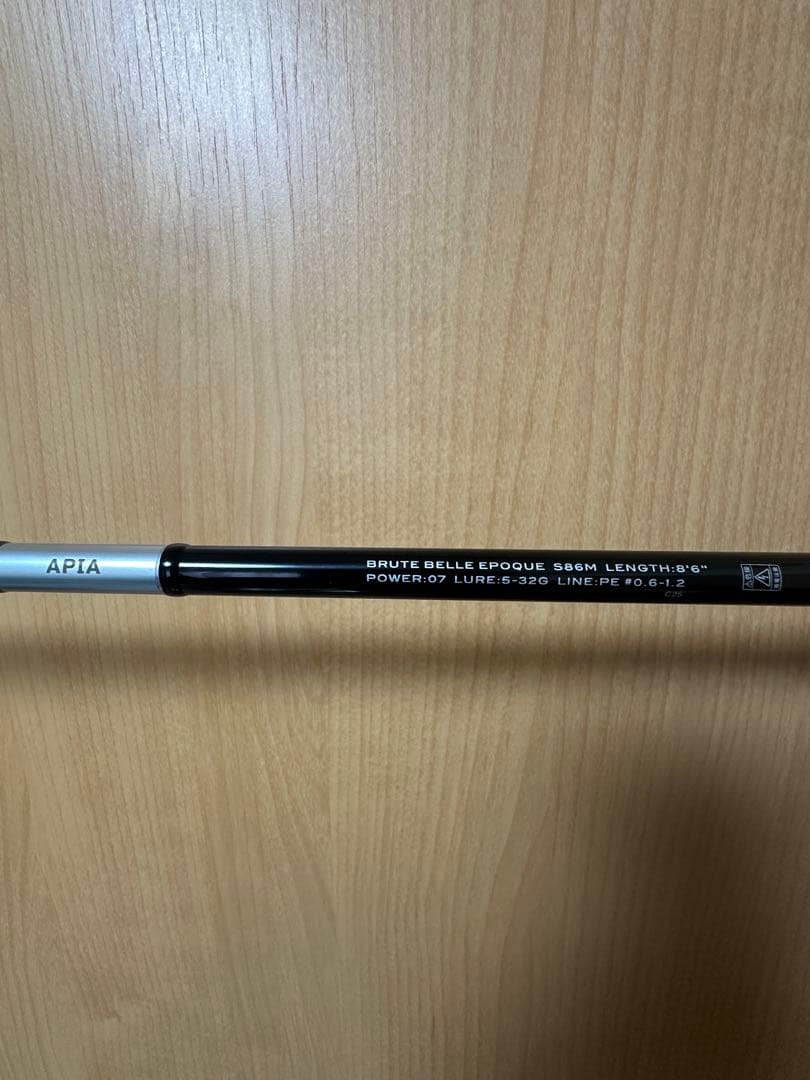 APIA
BRUTE BELLE EPOQUE S86M LENGTH:8'6"
POWER:07 LURE:5-32G LINE:PE #0.6-1.2
C25